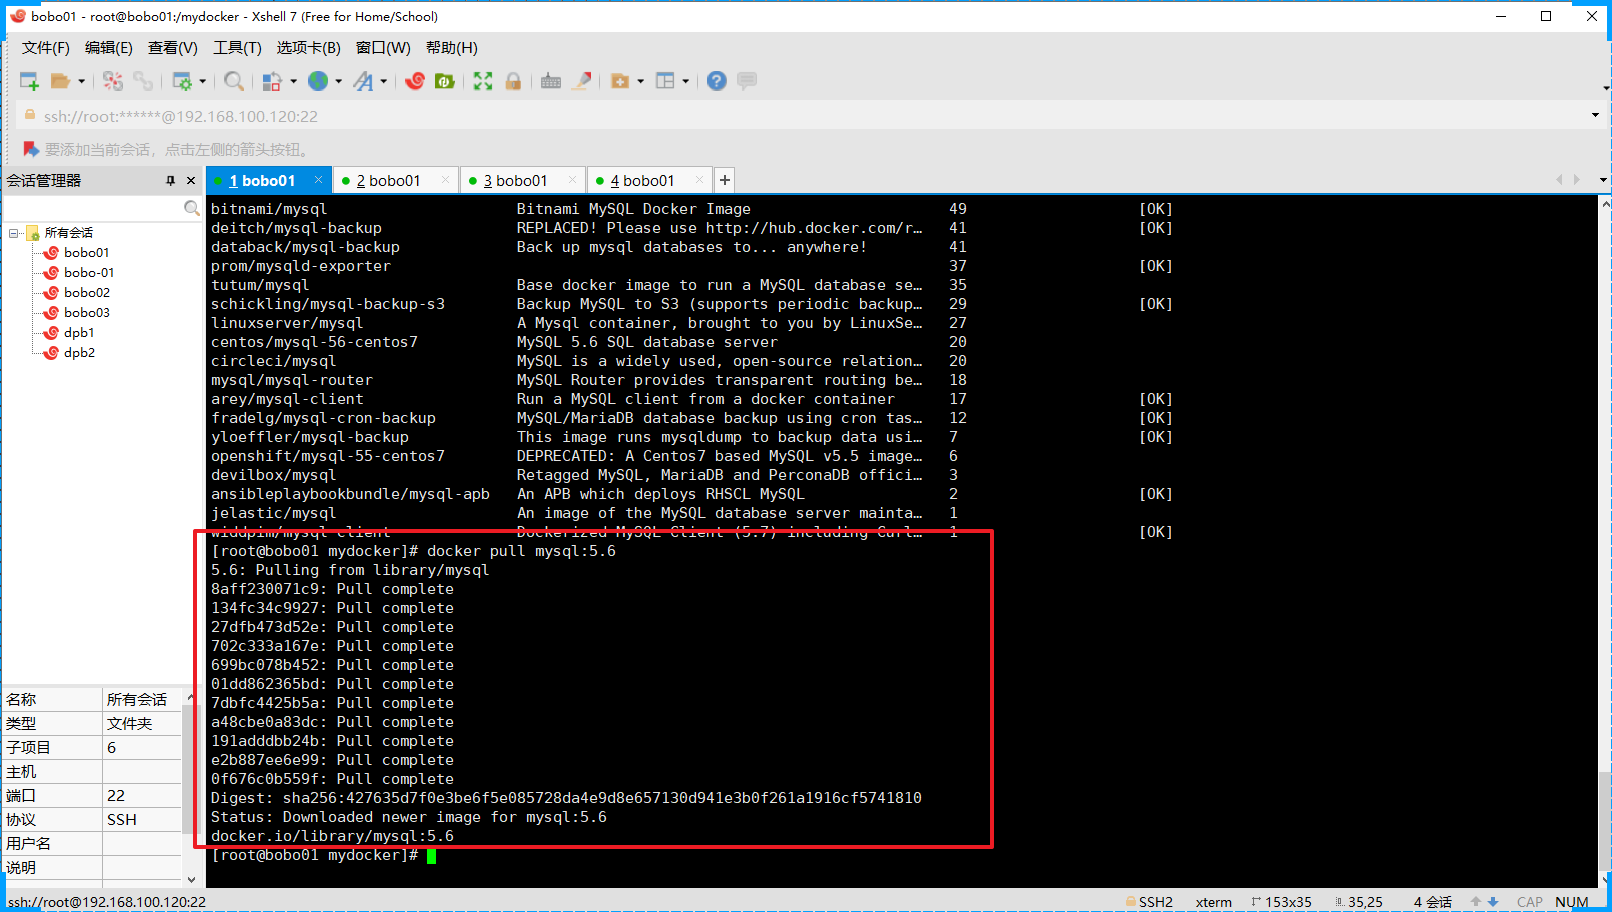 bobo01 - root@bobo01:/mydocker - Xshell 7 (Free for Home/School)
文件(F) 编辑(E) 查看(V) 工具(T) 选项卡(B) 窗口(W) 帮助(H)
ssh://root:******@192.168.100.120:22
要添加当前会话，点击左侧的箭头按钮。
会话管理器
1 bobo01
2 bobo01
3 bobo01
4 bobo01
所有会话
bobo01
bobo-01
bobo02
bobo03
dpb1
dpb2
名称 所有会话
类型 文件夹
子项目 6
主机
端口 22
协议 SSH
用户名
说明
bitnami/mysql Bitnami MySQL Docker Image 49 [OK]
deitch/mysql-backup REPLACED! Please use http://hub.docker.com/r… 41 [OK]
databack/mysql-backup Back up mysql databases to... anywhere! 41
prom/mysqld-exporter 37 [OK]
tutum/mysql Base docker image to run a MySQL database se… 35
schickling/mysql-backup-s3 Backup MySQL to S3 (supports periodic backup… 29 [OK]
linuxserver/mysql A Mysql container, brought to you by LinuxSe… 27
centos/mysql-56-centos7 MySQL 5.6 SQL database server 20
circleci/mysql MySQL is a widely used, open-source relation… 20
mysql/mysql-router MySQL Router provides transparent routing be… 18
arey/mysql-client Run a MySQL client from a docker container 17 [OK]
fradelg/mysql-cron-backup MySQL/MariaDB database backup using cron tas… 12 [OK]
yloeffler/mysql-backup This image runs mysqldump to backup data usi… 7 [OK]
openshift/mysql-55-centos7 DEPRECATED: A Centos7 based MySQL v5.5 image… 6
devilbox/mysql Retagged MySQL, MariaDB and PerconaDB offici… 3
ansibleplaybookbundle/mysql-apb An APB which deploys RHSCL MySQL 2 [OK]
jelastic/mysql An image of the MySQL database server mainta… 1
widdpim/mysql-client Dockerized MySQL Client (5.7) including Curl… 1 [OK]
[root@bobo01 mydocker]# docker pull mysql:5.6
5.6: Pulling from library/mysql
8aff230071c9: Pull complete
134fc34c9927: Pull complete
27dfb473d52e: Pull complete
702c333a167e: Pull complete
699bc078b452: Pull complete
01dd862365bd: Pull complete
7dbfc4425b5a: Pull complete
a48cbe0a83dc: Pull complete
191adddbb24b: Pull complete
e2b887ee6e99: Pull complete
0f676c0b559f: Pull complete
Digest: sha256:427635d7f0e3be6f5e085728da4e9d8e657130d941e3b0f261a1916cf5741810
Status: Downloaded newer image for mysql:5.6
docker.io/library/mysql:5.6
[root@bobo01 mydocker]#
ssh://root@192.168.100.120:22 SSH2 xterm 153x35 35,25 4 会话 CAP NUM